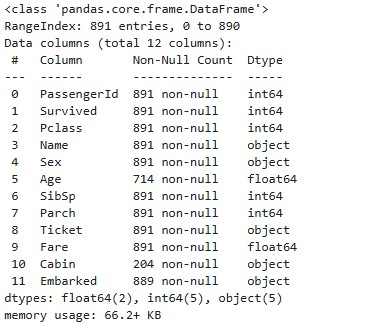 <class 'pandas.core.frame.DataFrame'>
RangeIndex: 891 entries, 0 to 890
Data columns (total 12 columns):
 #   Column       Non-Null Count  Dtype
---  ------       --------------  -----
 0   PassengerId  891 non-null    int64
 1   Survived     891 non-null    int64
 2   Pclass       891 non-null    int64
 3   Name         891 non-null    object
 4   Sex          891 non-null    object
 5   Age          714 non-null    float64
 6   SibSp        891 non-null    int64
 7   Parch        891 non-null    int64
 8   Ticket       891 non-null    object
 9   Fare         891 non-null    float64
 10  Cabin        204 non-null    object
 11  Embarked     889 non-null    object
dtypes: float64(2), int64(5), object(5)
memory usage: 66.2+ KB